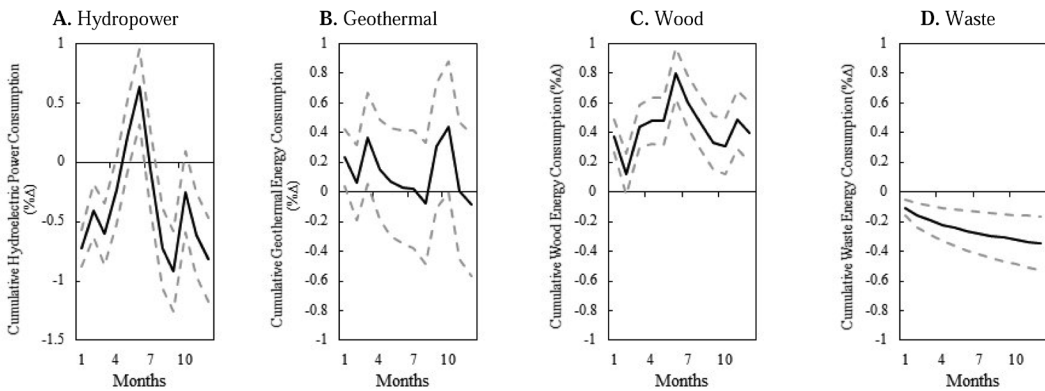 A. Hydropower
Cumulative Hydroelectric Power Consumption
(%Δ)
1
0.5
0
-0.5
-1
-1.5
1 4 7 10
Months
B. Geothermal
Cumulative Geothermal Energy Consumption
(%Δ)
1
0.8
0.6
0.4
0.2
0
-0.2
-0.4
-0.6
-0.8
-1
1 4 7 10
Months
C. Wood
Cumulative Wood Energy Consumption (%Δ)
1
0.8
0.6
0.4
0.2
0
-0.2
-0.4
-0.6
-0.8
-1
1 4 7 10
Months
D. Waste
Cumulative Waste Energy Consumption (%Δ)
1
0.8
0.6
0.4
0.2
0
-0.2
-0.4
-0.6
-0.8
-1
1 4 7 10
Months